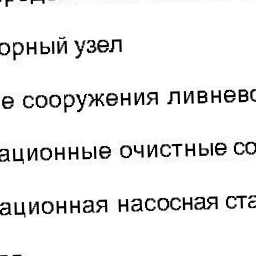 орный узел
е сооружения ливнево
ационные очистные со
ационная насосная ста